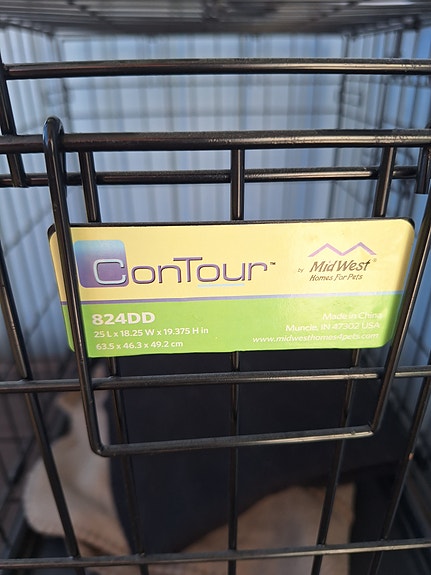 ConTour™
by MidWest®
Homes For Pets
824DD
25 L x 18.25 W x 19.375 H in
63.5 x 46.3 x 49.2 cm
Made in China
Muncie, IN 47302 USA
www.midwesthomes4pets.com